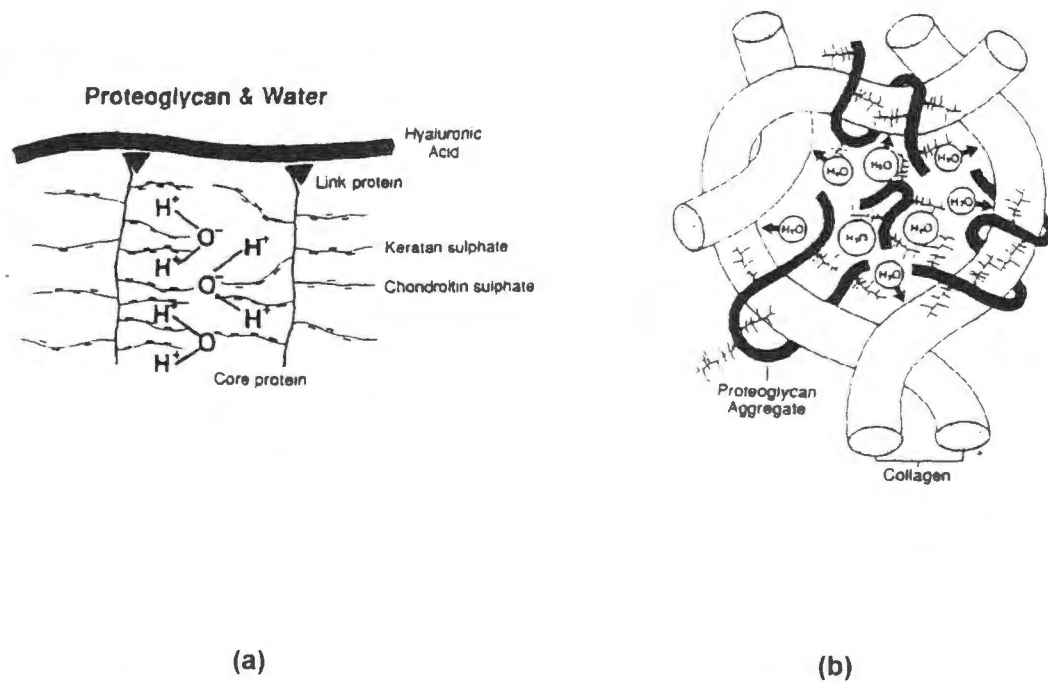 Proteoglycan & Water
Hyaluronic
Acid
Link protein
H⁺
O⁻
H⁺
H⁺
Keratan sulphate
O⁻
Chondroitin sulphate
H⁺
H⁺
O
H⁺
Core protein
(a)
H₂O
H₂O
H₂O
H₂O
H₂O
H₂O
H₂O
H₂O
Proteoglycan
Aggregate
Collagen
(b)